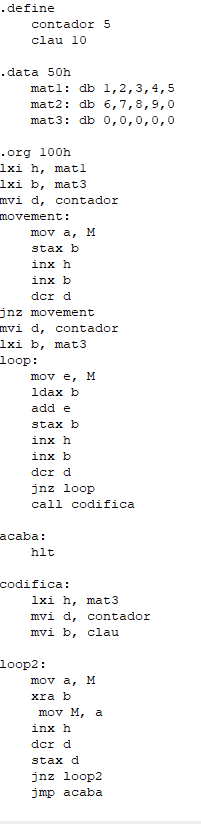 .define
contador 5
clau 10
.data 50h
mat1: db 1,2,3,4,5
mat2: db 6,7,8,9,0
mat3: db 0,0,0,0,0
.org 100h
lxi h, mat1
lxi b, mat3
mvi d, contador
movement:
mov a, M
stax b
inx h
inx b
dcr d
jnz movement
mvi d, contador
lxi b, mat3
loop:
mov e, M
ldax b
add e
stax b
inx h
inx b
dcr d
jnz loop
call codifica
acaba:
hlt
codifica:
lxi h, mat3
mvi d, contador
mvi b, clau
loop2:
mov a, M
xra b
mov M, a
inx h
dcr d
stax d
jnz loop2
jmp acaba